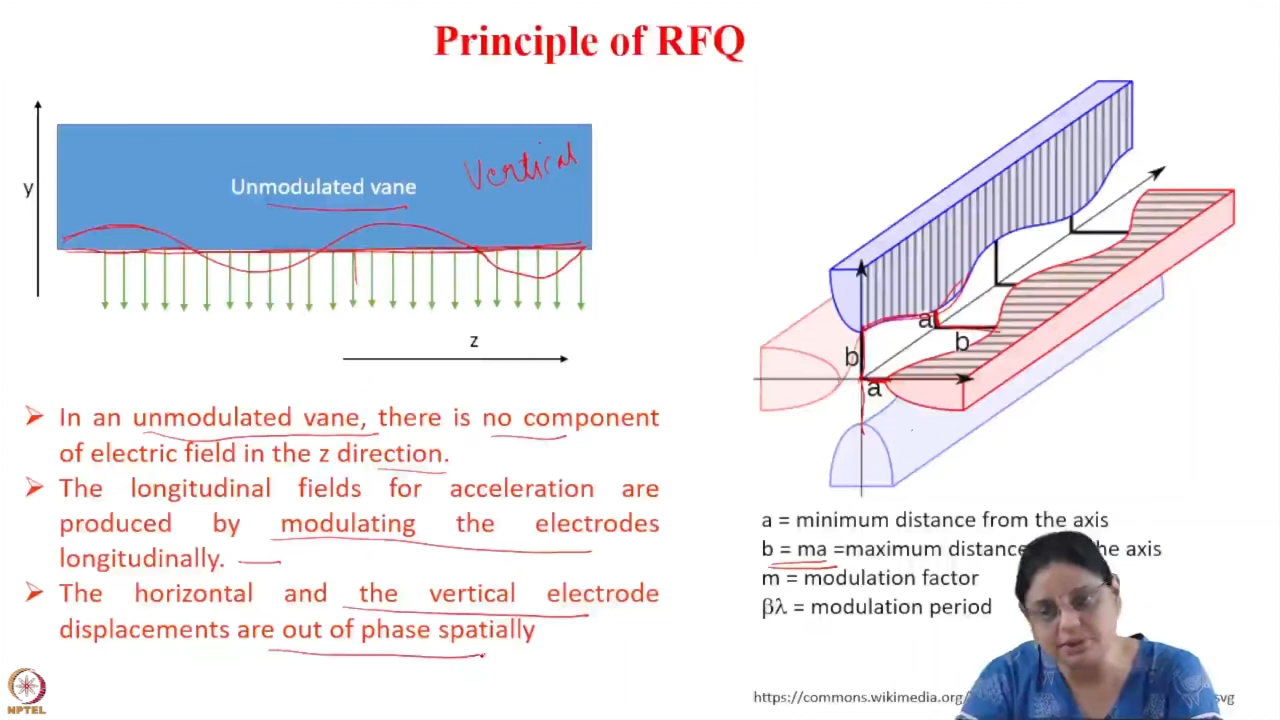 Principle of RFQ
y
Unmodulated vane
Vertical
z
➢ In an unmodulated vane, there is no component
of electric field in the z direction.
➢ The longitudinal fields for acceleration are
produced by modulating the electrodes
longitudinally.
➢ The horizontal and the vertical electrode
displacements are out of phase spatially
a
b
b
a
a = minimum distance from the axis
b = ma =maximum distance he axis
m = modulation factor
βλ = modulation period
https://commons.wikimedia.org/ svg
NPTEL